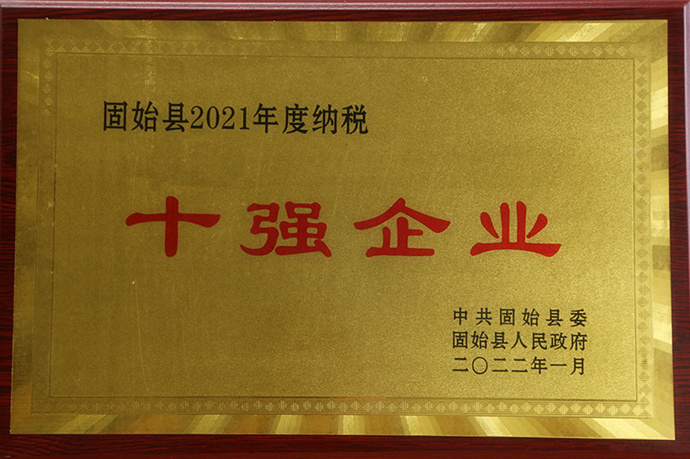 固始县2021年度纳税
十强企业
中共固始县委
固始县人民政府
二〇二二年一月